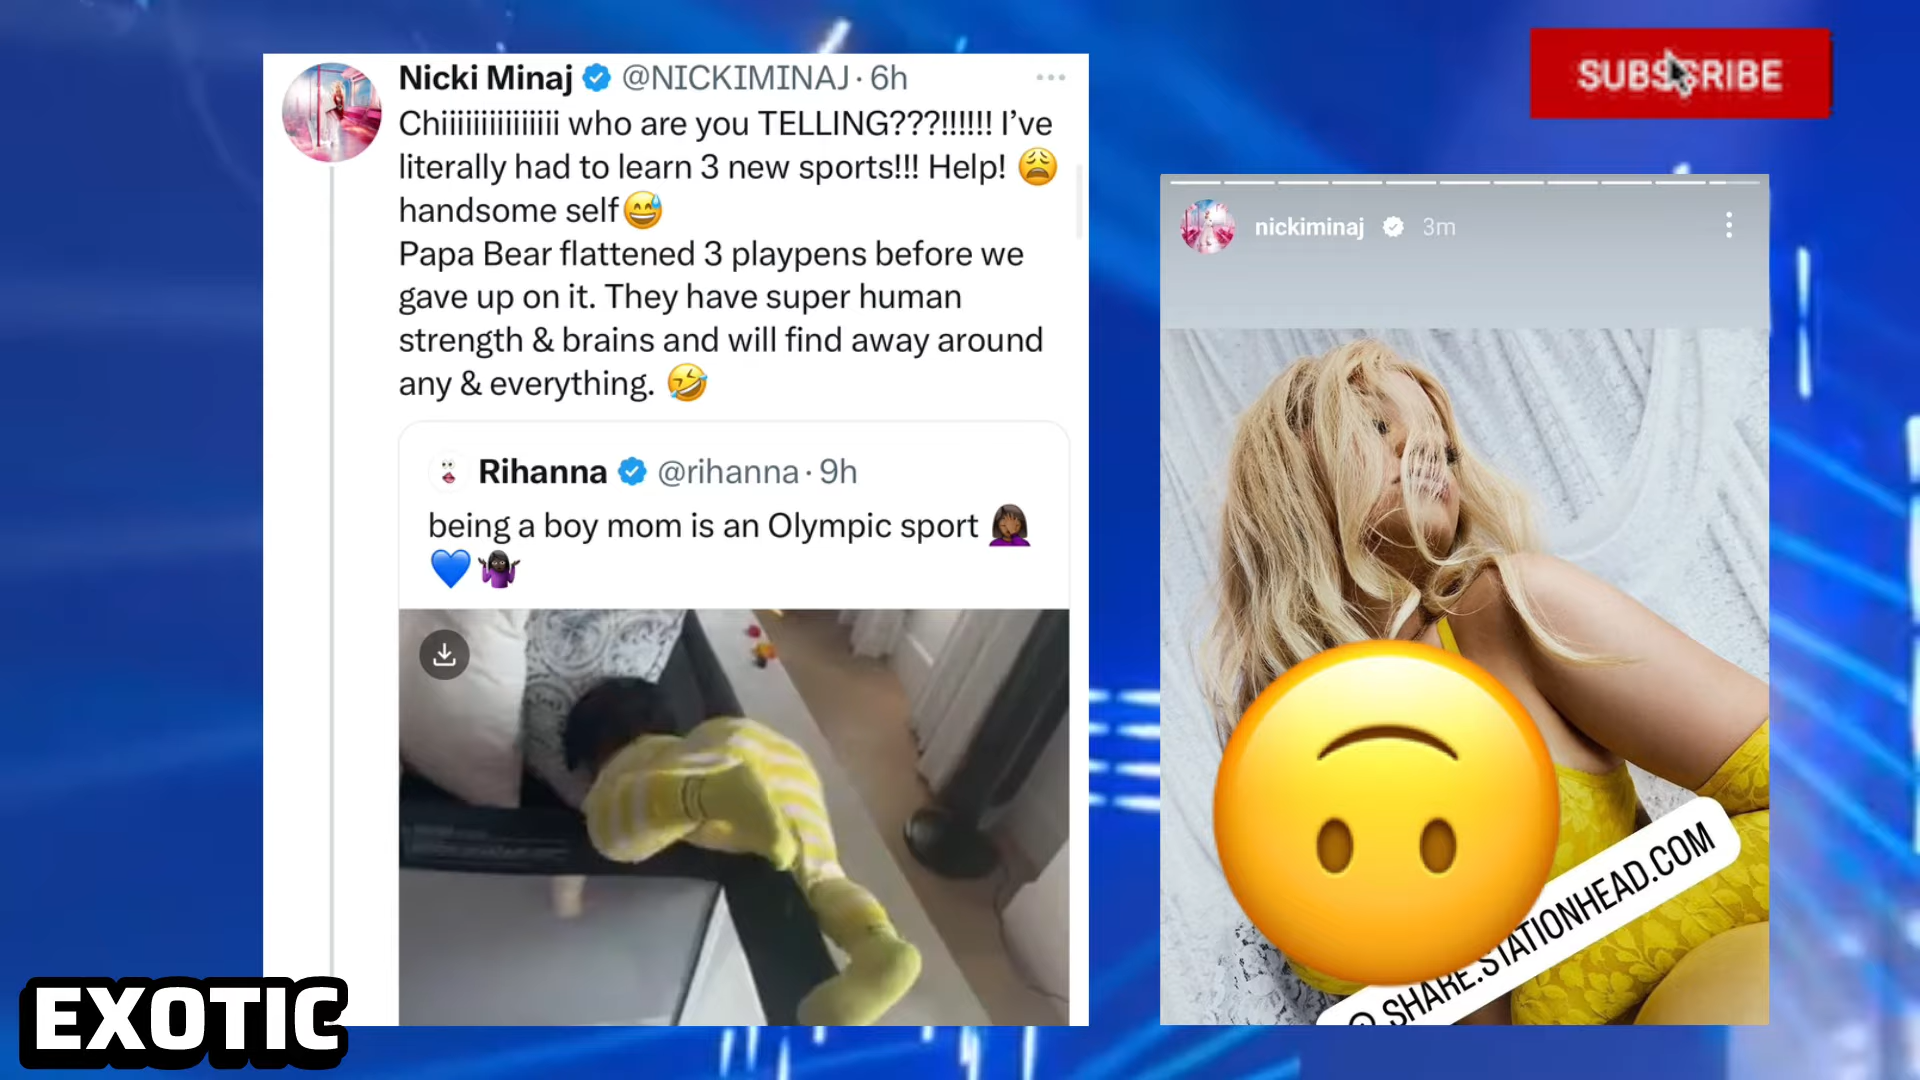 Nicki Minaj @NICKIMINAJ · 6h
Chiiiiiiiiiiiiiii who are you TELLING???!!!!!! I’ve
literally had to learn 3 new sports!!! Help! 😩
handsome self😅
Papa Bear flattened 3 playpens before we
gave up on it. They have super human
strength & brains and will find away around
any & everything. 🤣
Rihanna @rihanna · 9h
being a boy mom is an Olympic sport 🤦🏾‍♀️
💙🤷🏿‍♀️
SUBSCRIBE
nickiminaj 3m
SHARE.STATIONHEAD.COM
EXOTIC